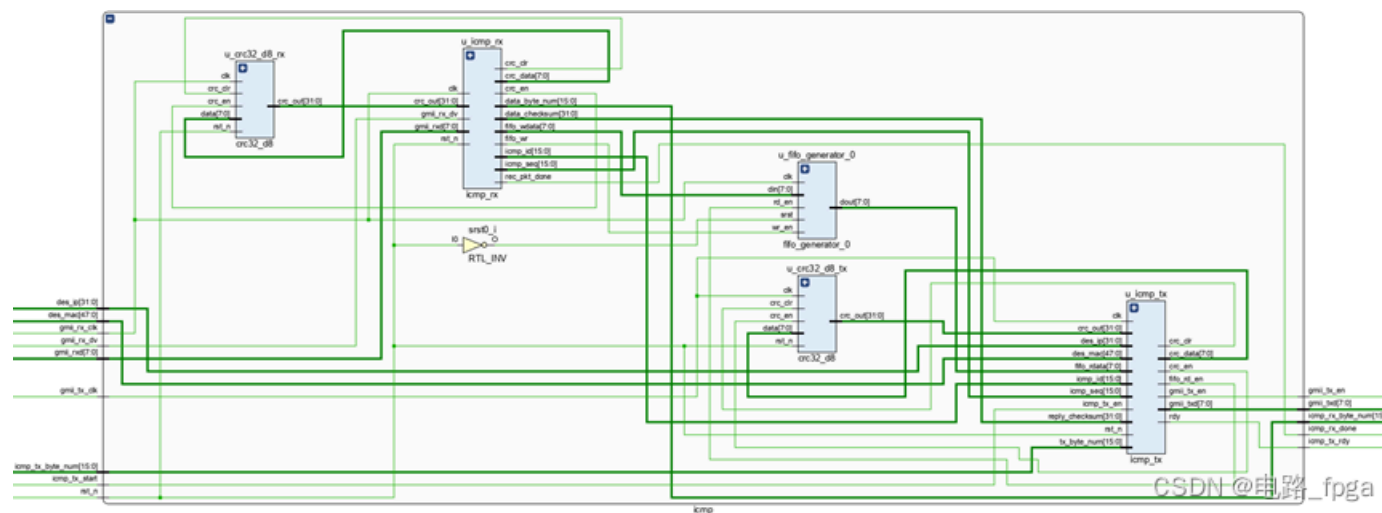 u_crc32_d8_rx
clk
crc_clr
crc_en
data[7:0]
rst_n
crc_out[31:0]
crc32_d8
u_icmp_rx
clk
crc_out[31:0]
gmii_rx_dv
gmii_rxd[7:0]
rst_n
crc_clr
crc_data[7:0]
crc_en
data_byte_num[15:0]
data_checksum[31:0]
fifo_wdata[7:0]
fifo_wr
icmp_id[15:0]
icmp_seq[15:0]
rec_pkt_done
icmp_rx
srst0_i
I0
O
RTL_INV
u_fifo_generator_0
clk
din[7:0]
rd_en
srst
wr_en
dout[7:0]
fifo_generator_0
u_crc32_d8_tx
clk
crc_clr
crc_en
data[7:0]
rst_n
crc_out[31:0]
crc32_d8
u_icmp_tx
clk
crc_out[31:0]
des_ip[31:0]
des_mac[47:0]
fifo_rdata[7:0]
icmp_id[15:0]
icmp_seq[15:0]
icmp_tx_en
reply_checksum[31:0]
rst_n
tx_byte_num[15:0]
crc_clr
crc_data[7:0]
crc_en
fifo_rd_en
gmii_tx_en
gmii_txd[7:0]
rdy
icmp_tx
des_ip[31:0]
des_mac[47:0]
gmii_rx_clk
gmii_rx_dv
gmii_rxd[7:0]
gmii_tx_clk
icmp_tx_byte_num[15:0]
icmp_tx_start
rst_n
gmii_tx_en
gmii_txd[7:0]
icmp_rx_byte_num[1
icmp_rx_done
icmp_tx_rdy
icmp
CSDN @电路_fpga